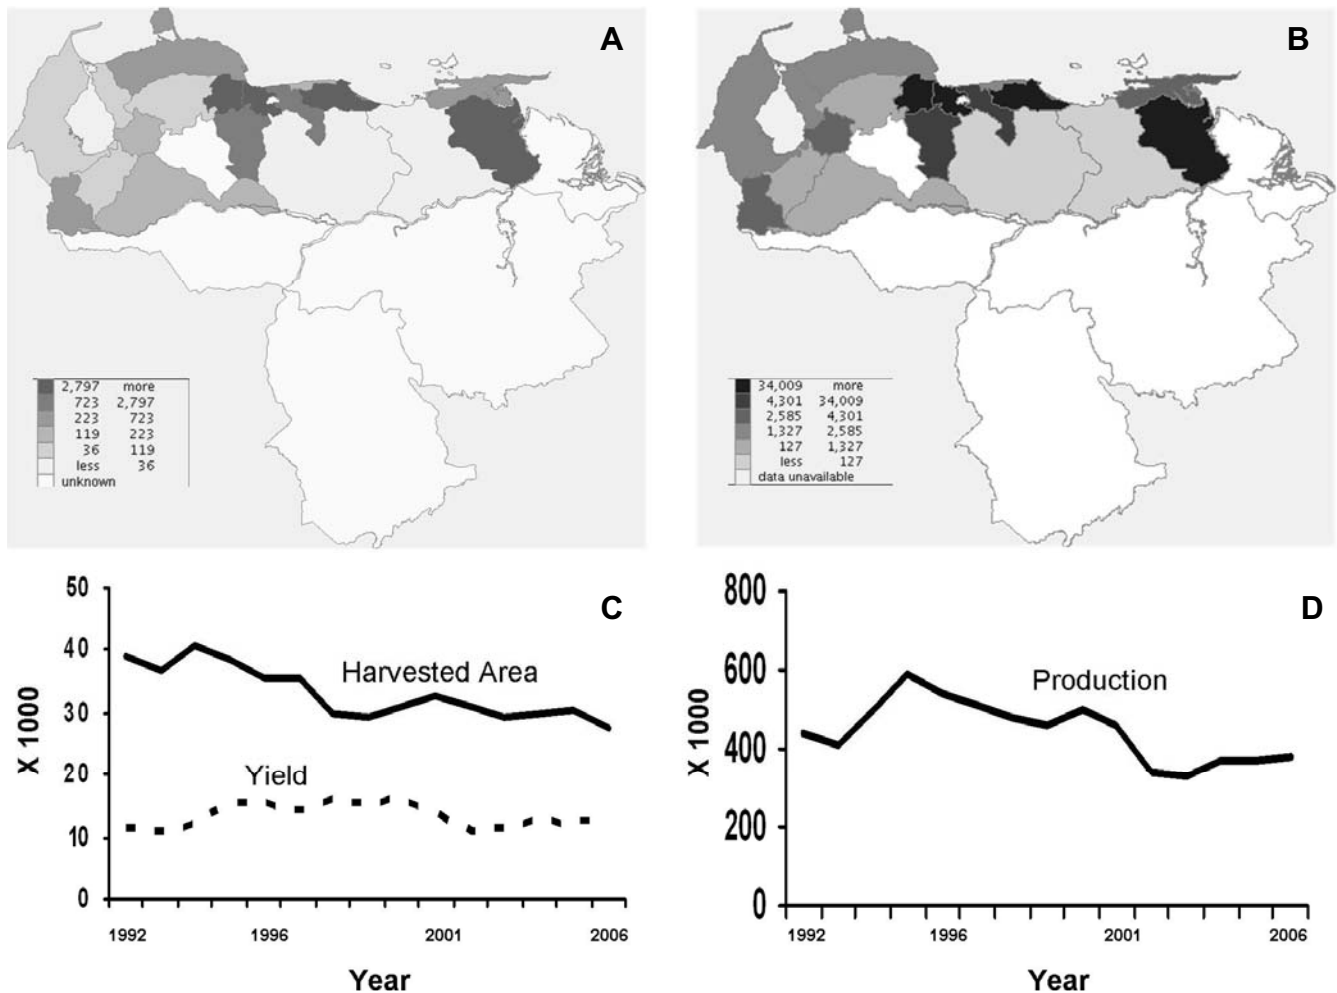 A
2,797 more
723 2,797
223 723
119 223
36 119
less 36
unknown
B
34,009 more
4,301 34,009
2,585 4,301
1,327 2,585
127 1,327
less 127
data unavailable
C
50
40
30
20
10
0
X 1000
Harvested Area
Yield
1992 1996 2001 2006
Year
D
800
600
400
200
0
X 1000
Production
1992 1996 2001 2006
Year